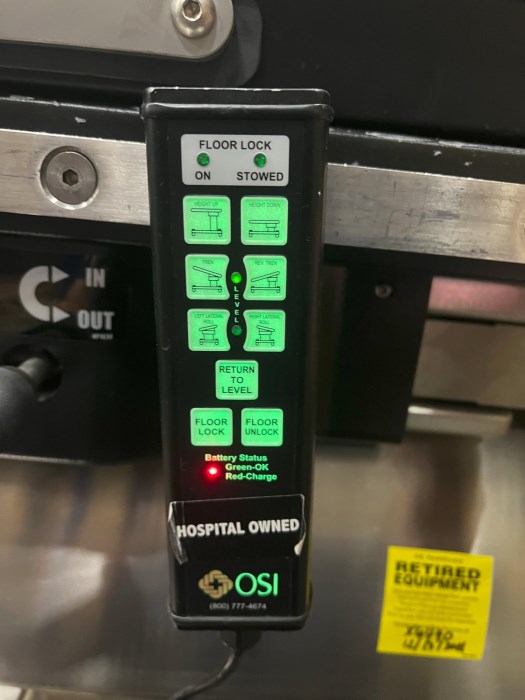 FLOOR LOCK
ON STOWED
HEIGHT UP HEIGHT DOWN
TREN REV TREN
LEVEL
LEFT LATERAL
ROLL
RIGHT LATERAL
ROLL
RETURN
TO
LEVEL
FLOOR
LOCK
FLOOR
UNLOCK
Battery Status
Green-OK
Red-Charge
HOSPITAL OWNED
OSI
(800) 777-4674
IN
OUT
RETIRED
EQUIPMENT